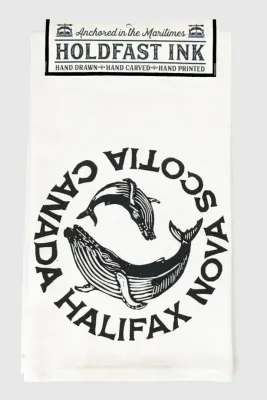 Anchored in the Maritimes
HOLDFAST INK
HAND DRAWN HAND CARVED HAND PRINTED
HALIFAX NOVA SCOTIA CANADA